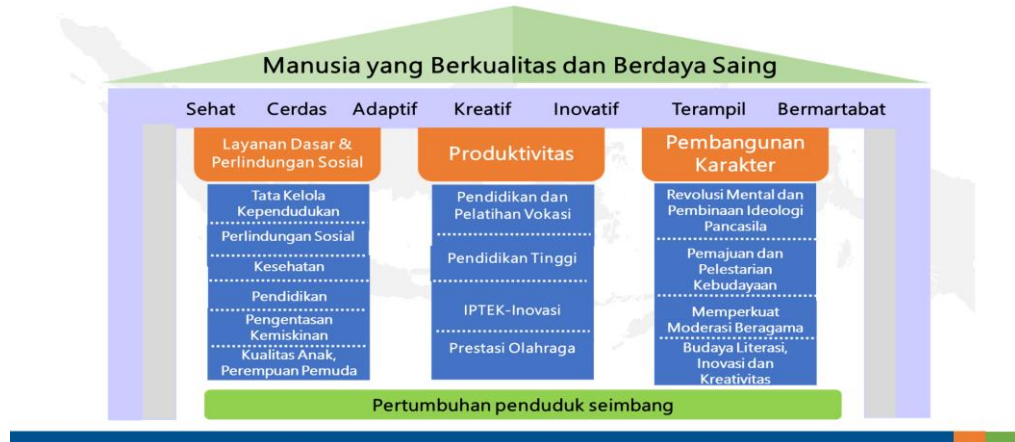 Manusia yang Berkualitas dan Berdaya Saing
Sehat Cerdas Adaptif Kreatif Inovatif Terampil Bermartabat
Layanan Dasar &
Perlindungan Sosial
Tata Kelola
Kependudukan
Perlindungan Sosial
Kesehatan
Pendidikan
Pengentasan
Kemiskinan
Kualitas Anak,
Perempuan Pemuda
Produktivitas
Pendidikan dan
Pelatihan Vokasi
Pendidikan Tinggi
IPTEK-Inovasi
Prestasi Olahraga
Pembangunan
Karakter
Revolusi Mental dan
Pembinaan Ideologi
Pancasila
Pemajuan dan
Pelestarian
Kebudayaan
Memperkuat
Moderasi Beragama
Budaya Literasi,
Inovasi dan
Kreativitas
Pertumbuhan penduduk seimbang